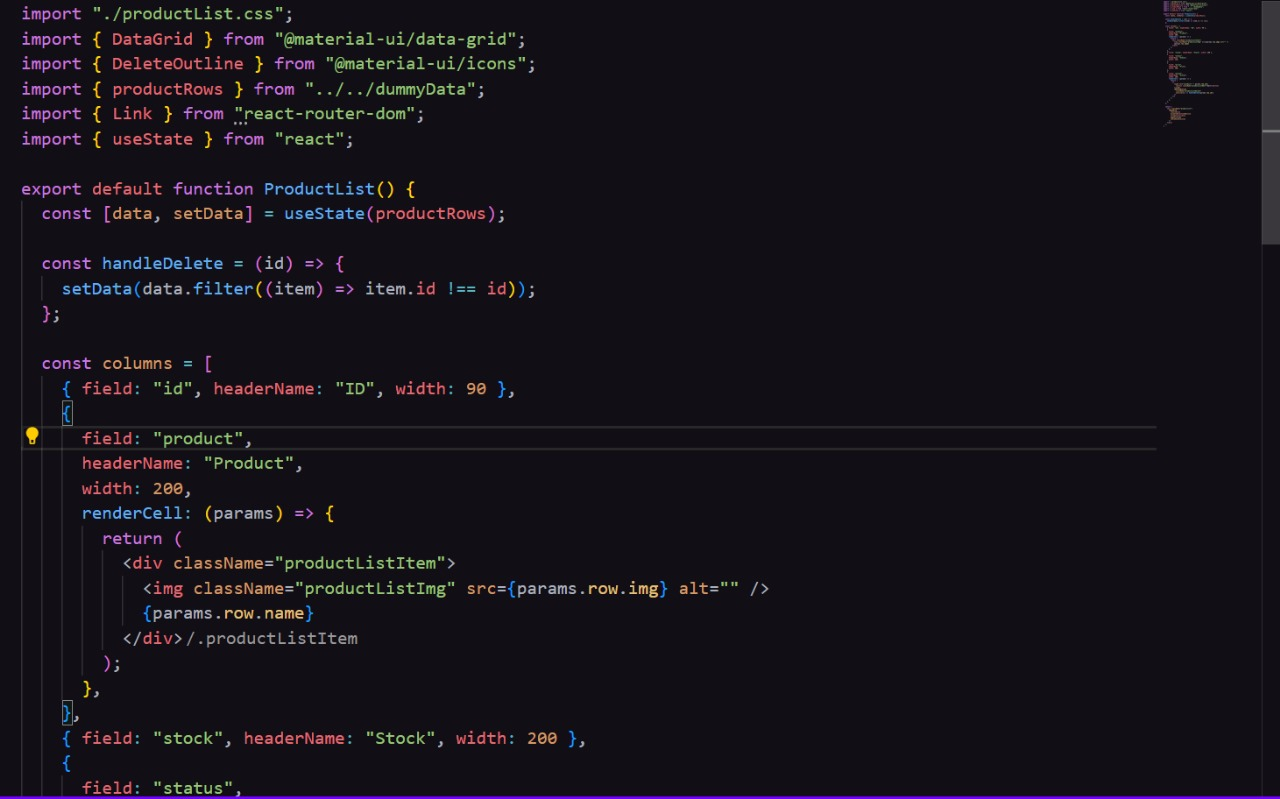 import "./productList.css";
import { DataGrid } from "@material-ui/data-grid";
import { DeleteOutline } from "@material-ui/icons";
import { productRows } from "../../dummyData";
import { Link } from "react-router-dom";
import { useState } from "react";

export default function ProductList() {
  const [data, setData] = useState(productRows);

  const handleDelete = (id) => {
    setData(data.filter((item) => item.id !== id));
  };

  const columns = [
    { field: "id", headerName: "ID", width: 90 },
    {
      field: "product",
      headerName: "Product",
      width: 200,
      renderCell: (params) => {
        return (
          <div className="productListItem">
            <img className="productListImg" src={params.row.img} alt="" />
            {params.row.name}
          </div>/.productListItem
        );
      },
    },
    { field: "stock", headerName: "Stock", width: 200 },
    {
      field: "status",